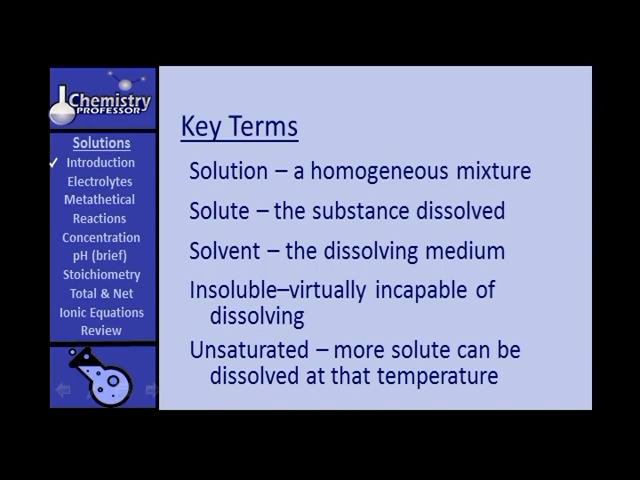 Chemistry
PROFESSOR
Solutions
Introduction
Electrolytes
Metathetical
Reactions
Concentration
pH (brief)
Stoichiometry
Total & Net
Ionic Equations
Review
Key Terms
Solution – a homogeneous mixture
Solute – the substance dissolved
Solvent – the dissolving medium
Insoluble–virtually incapable of
dissolving
Unsaturated – more solute can be
dissolved at that temperature